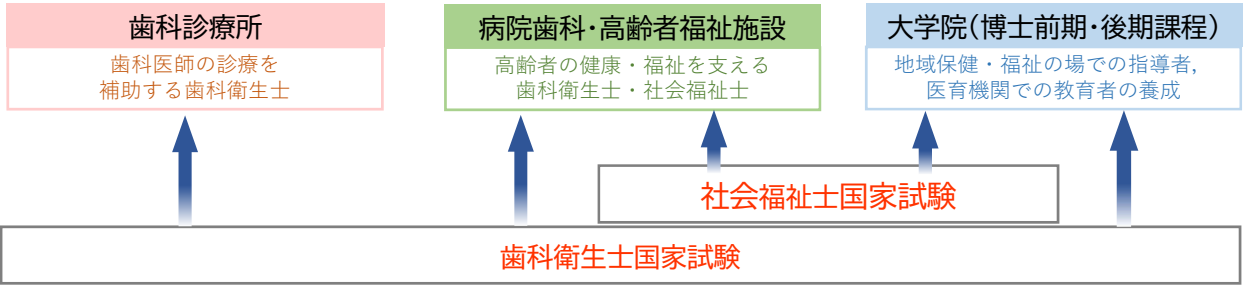 歯科診療所
歯科医師の診療を
補助する歯科衛生士
病院歯科・高齢者福祉施設
高齢者の健康・福祉を支える
歯科衛生士・社会福祉士
大学院（博士前期・後期課程）
地域保健・福祉の場での指導者,
医育機関での教育者の養成
社会福祉士国家試験
歯科衛生士国家試験